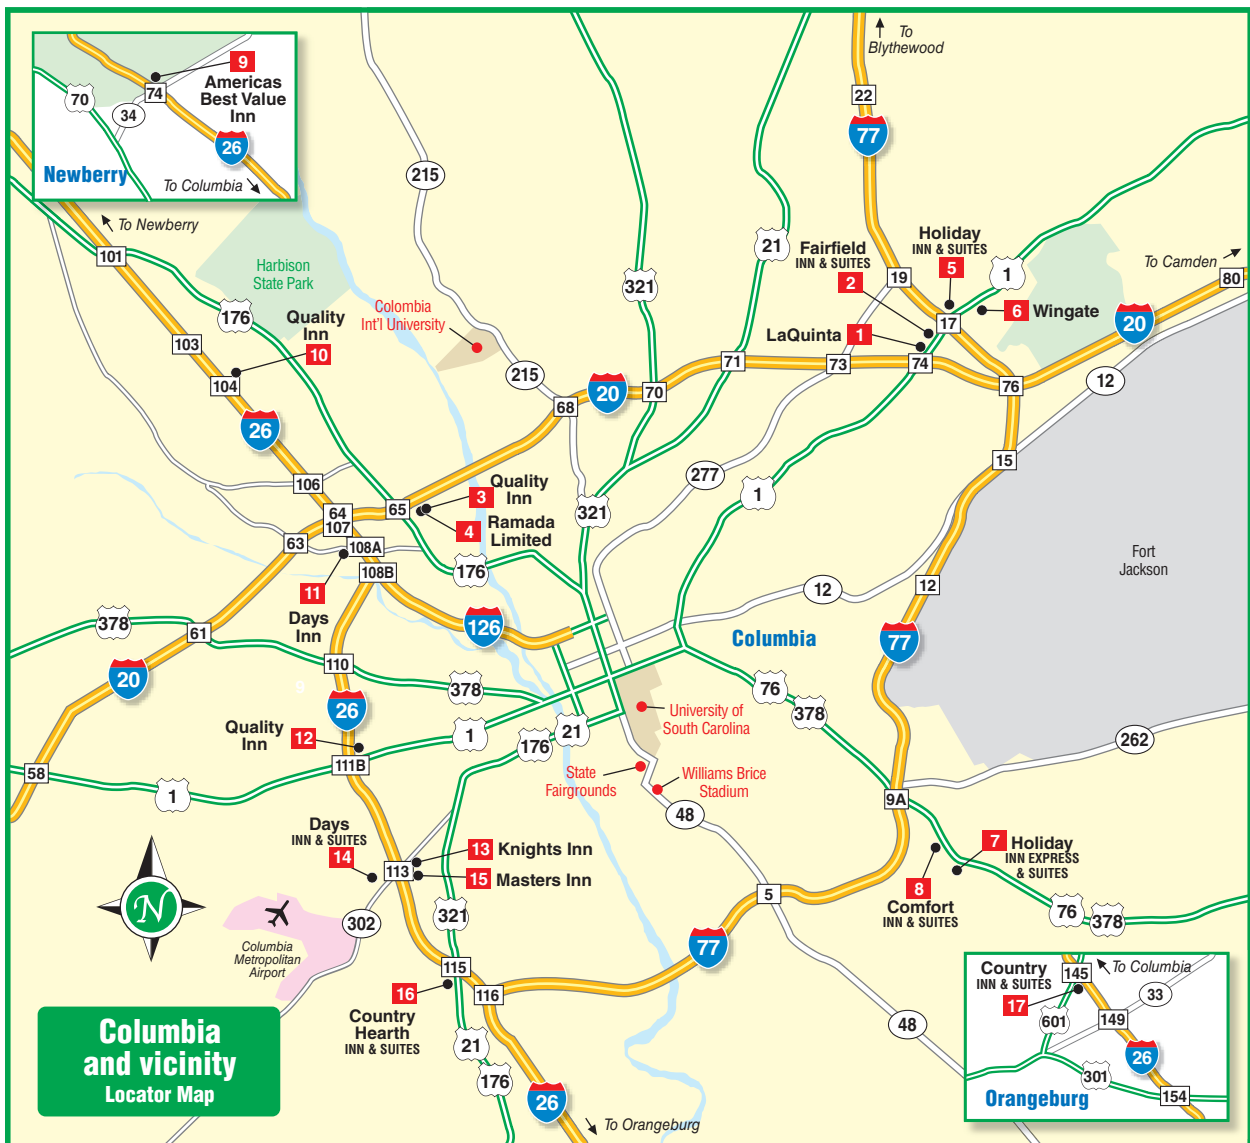 To
Blythewood
9
Americas
Best Value
Inn
74
70
34
26
Newberry
To Columbia
22
77
215
To Newberry
101
21
Fairfield
INN & SUITES
2
Holiday
INN & SUITES
5
19
1
To Camden
80
Harbison
State Park
321
176
Colombia
Int'l University
Quality
Inn
10
17
6 Wingate
20
LaQuinta 1
103
104
215
20
70
71
73
74
76
12
68
26
277
15
1
106
3 Quality
Inn
65
64
107
4 Ramada
Limited
321
63
108A
108B
176
Fort
Jackson
11
Days
Inn
12
12
378
61
126
Columbia
77
110
20
9
378
26
76
378
University of
South Carolina
Quality
Inn
12
1
176
21
262
58
111B
1
State
Fairgrounds
Williams Brice
Stadium
48
9A
Days
INN & SUITES
14
13 Knights Inn
113
15 Masters Inn
7 Holiday
INN EXPRESS
& SUITES
8
Comfort
INN & SUITES
5
N
302
321
76
378
Columbia
Metropolitan
Airport
77
115
116
16
Country
Hearth
INN & SUITES
Country
INN & SUITES
17
145
To Columbia
33
601
149
26
301
154
Orangeburg
48
21
176
26
To Orangeburg
Columbia
and vicinity
Locator Map